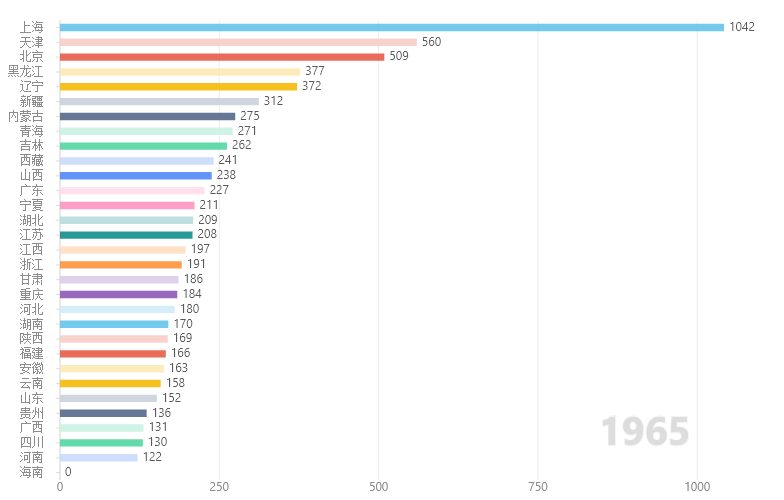 上海 1042
天津 560
北京 509
黑龙江 377
辽宁 372
新疆 312
内蒙古 275
青海 271
吉林 262
西藏 241
山西 238
广东 227
宁夏 211
湖北 209
江苏 208
江西 197
浙江 191
甘肃 186
重庆 184
河北 180
湖南 170
陕西 169
福建 166
安徽 163
云南 158
山东 152
贵州 136
广西 131
四川 130
河南 122
海南 0
1965
0 250 500 750 1000